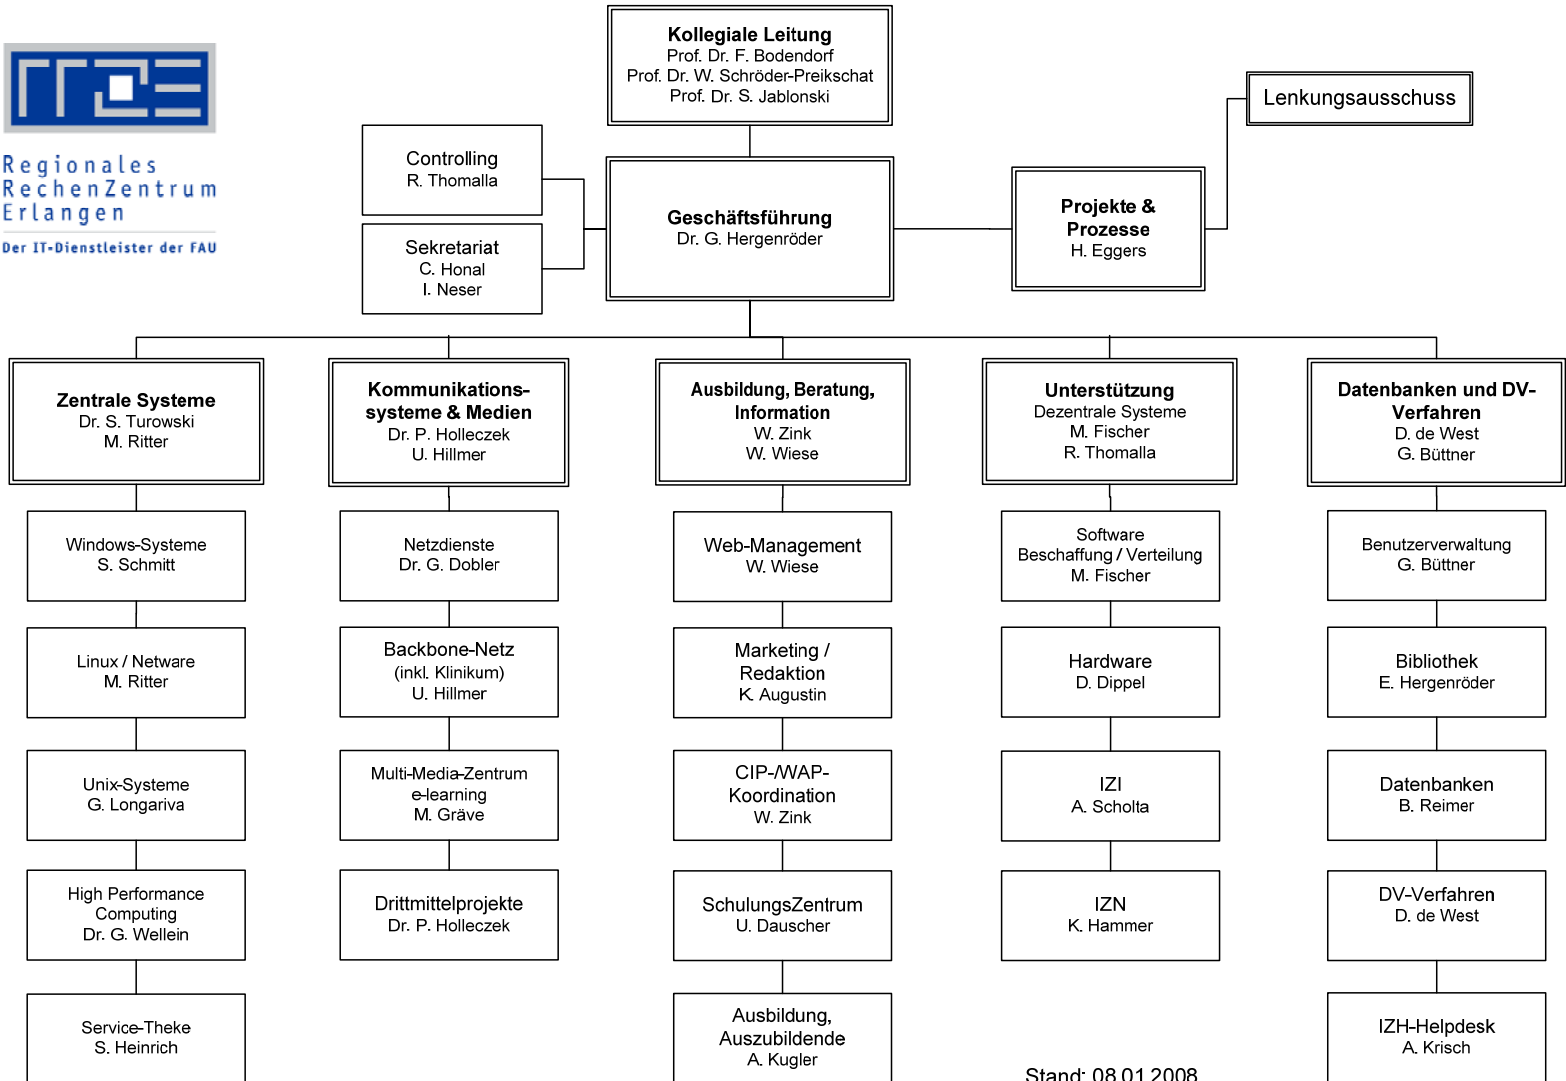 Regionales
RechenZentrum
Erlangen
Der IT-Dienstleister der FAU
Kollegiale Leitung
Prof. Dr. F. Bodendorf
Prof. Dr. W. Schröder-Preikschat
Prof. Dr. S. Jablonski
Lenkungsausschuss
Controlling
R. Thomalla
Sekretariat
C. Honal
I. Neser
Geschäftsführung
Dr. G. Hergenröder
Projekte &
Prozesse
H. Eggers
Zentrale Systeme
Dr. S. Turowski
M. Ritter
Kommunikations-
systeme & Medien
Dr. P. Holleczek
U. Hillmer
Ausbildung, Beratung,
Information
W. Zink
W. Wiese
Unterstützung
Dezentrale Systeme
M. Fischer
R. Thomalla
Datenbanken und DV-
Verfahren
D. de West
G. Büttner
Windows-Systeme
S. Schmitt
Netzdienste
Dr. G. Dobler
Web-Management
W. Wiese
Software
Beschaffung / Verteilung
M. Fischer
Benutzerverwaltung
G. Büttner
Linux / Netware
M. Ritter
Backbone-Netz
(inkl. Klinikum)
U. Hillmer
Marketing /
Redaktion
K. Augustin
Hardware
D. Dippel
Bibliothek
E. Hergenröder
Unix-Systeme
G. Longariva
Multi-Media-Zentrum
e-learning
M. Gräve
CIP-/WAP-
Koordination
W. Zink
IZI
A. Scholta
Datenbanken
B. Reimer
High Performance
Computing
Dr. G. Wellein
Drittmittelprojekte
Dr. P. Holleczek
SchulungsZentrum
U. Dauscher
IZN
K. Hammer
DV-Verfahren
D. de West
Service-Theke
S. Heinrich
Ausbildung,
Auszubildende
A. Kugler
IZH-Helpdesk
A. Krisch
Stand: 08.01.2008